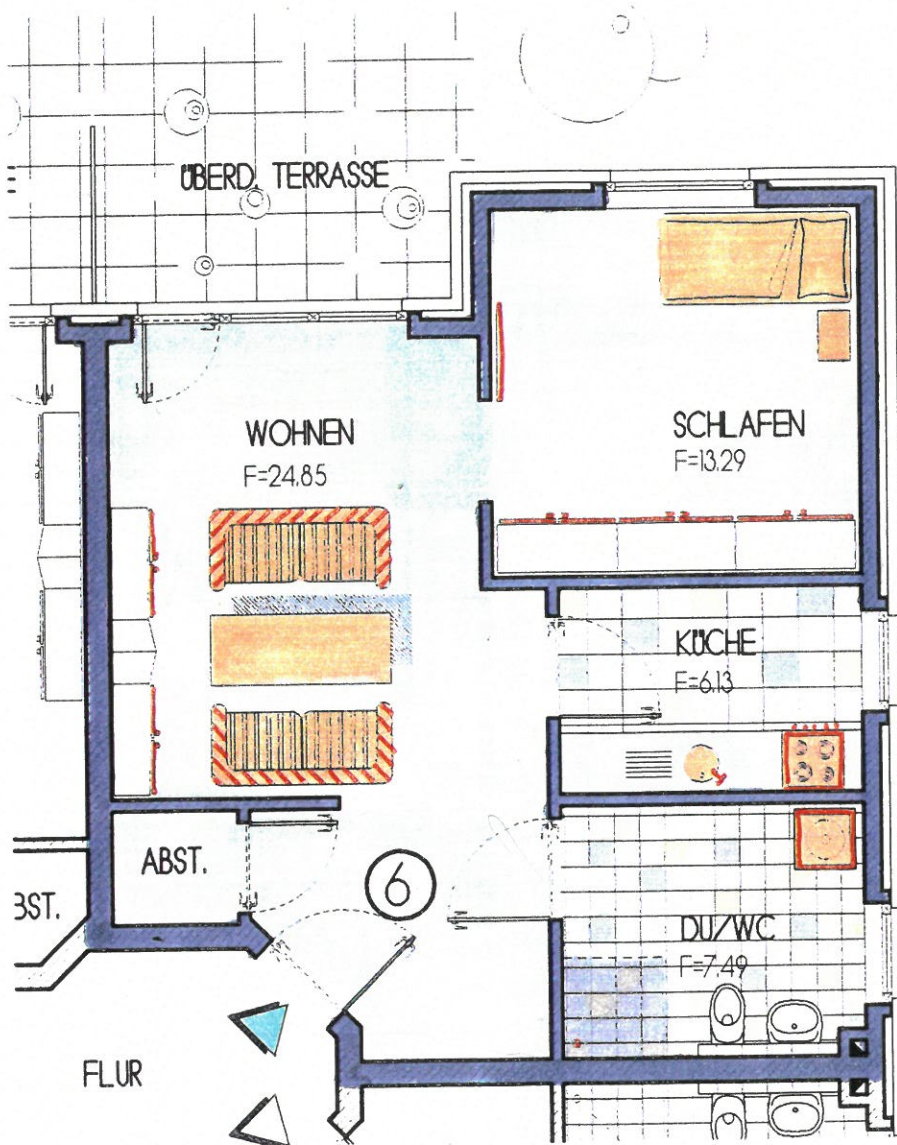 ÜBERD. TERRASSE
WOHNEN
F=24.85
SCHLAFEN
F=13.29
KÜCHE
F=6.13
ABST.
BST.
6
DU/WC
F=7.49
FLUR